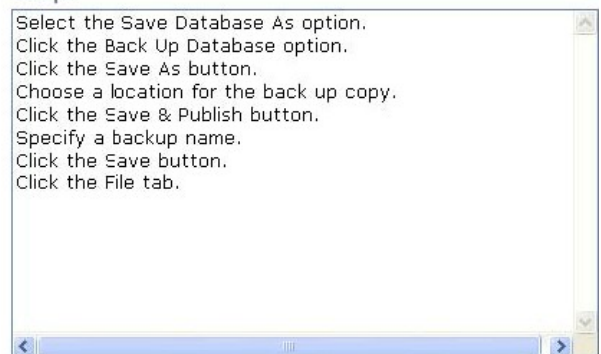 Select the Save Database As option.
Click the Back Up Database option.
Click the Save As button.
Choose a location for the back up copy.
Click the Save & Publish button.
Specify a backup name.
Click the Save button.
Click the File tab.